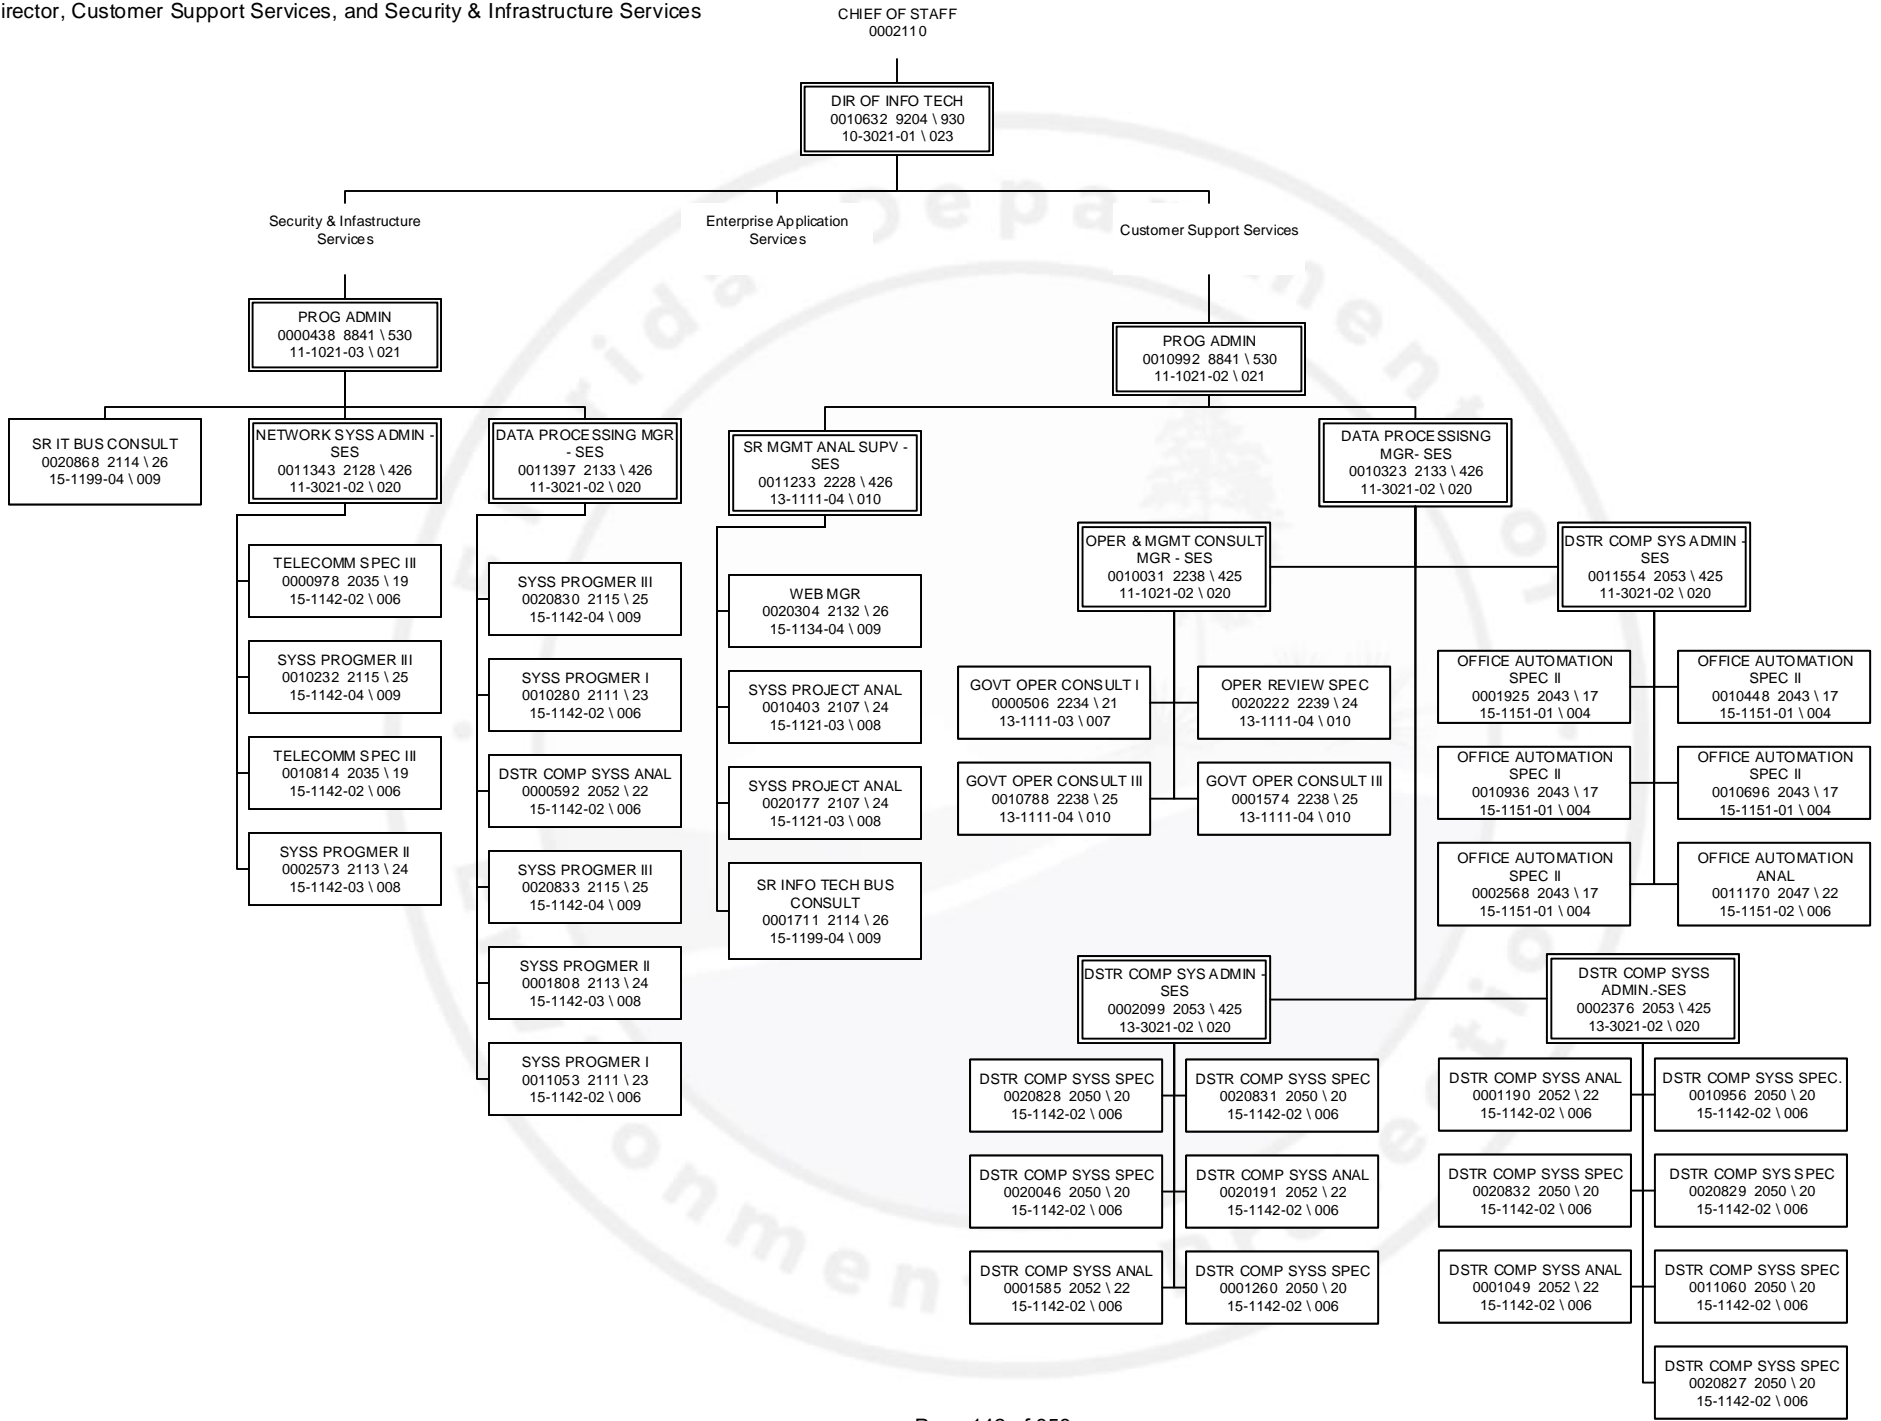 irector, Customer Support Services, and Security & Infrastructure Services
CHIEF OF STAFF
0002110
DIR OF INFO TECH
0010632 9204 \ 930
10-3021-01 \ 023
Security & Infastructure
Services
Enterprise Application
Services
Customer Support Services
PROG ADMIN
0000438 8841 \ 530
11-1021-03 \ 021
PROG ADMIN
0010992 8841 \ 530
11-1021-02 \ 021
SR IT BUS CONSULT
0020868 2114 \ 26
15-1199-04 \ 009
NETWORK SYSS ADMIN -
SES
0011343 2128 \ 426
11-3021-02 \ 020
DATA PROCESSING MGR
- SES
0011397 2133 \ 426
11-3021-02 \ 020
SR MGMT ANAL SUPV -
SES
0011233 2228 \ 426
13-1111-04 \ 010
DATA PROCESSISNG
MGR- SES
0010323 2133 \ 426
11-3021-02 \ 020
TELECOMM SPEC III
0000978 2035 \ 19
15-1142-02 \ 006
SYSS PROGMER III
0010232 2115 \ 25
15-1142-04 \ 009
TELECOMM SPEC III
0010814 2035 \ 19
15-1142-02 \ 006
SYSS PROGMER II
0002573 2113 \ 24
15-1142-03 \ 008
SYSS PROGMER III
0020830 2115 \ 25
15-1142-04 \ 009
SYSS PROGMER I
0010280 2111 \ 23
15-1142-02 \ 006
DSTR COMP SYSS ANAL
0000592 2052 \ 22
15-1142-02 \ 006
SYSS PROGMER III
0020833 2115 \ 25
15-1142-04 \ 009
SYSS PROGMER II
0001808 2113 \ 24
15-1142-03 \ 008
SYSS PROGMER I
0011053 2111 \ 23
15-1142-02 \ 006
WEB MGR
0020304 2132 \ 26
15-1134-04 \ 009
SYSS PROJECT ANAL
0010403 2107 \ 24
15-1121-03 \ 008
SYSS PROJECT ANAL
0020177 2107 \ 24
15-1121-03 \ 008
SR INFO TECH BUS
CONSULT
0001711 2114 \ 26
15-1199-04 \ 009
OPER & MGMT CONSULT
MGR - SES
0010031 2238 \ 425
11-1021-02 \ 020
DSTR COMP SYS ADMIN -
SES
0011554 2053 \ 425
11-3021-02 \ 020
GOVT OPER CONSULT I
0000506 2234 \ 21
13-1111-03 \ 007
OPER REVIEW SPEC
0020222 2239 \ 24
13-1111-04 \ 010
GOVT OPER CONSULT III
0010788 2238 \ 25
13-1111-04 \ 010
GOVT OPER CONSULT III
0001574 2238 \ 25
13-1111-04 \ 010
OFFICE AUTOMATION
SPEC II
0001925 2043 \ 17
15-1151-01 \ 004
OFFICE AUTOMATION
SPEC II
0010448 2043 \ 17
15-1151-01 \ 004
OFFICE AUTOMATION
SPEC II
0010936 2043 \ 17
15-1151-01 \ 004
OFFICE AUTOMATION
SPEC II
0010696 2043 \ 17
15-1151-01 \ 004
OFFICE AUTOMATION
SPEC II
0002568 2043 \ 17
15-1151-01 \ 004
OFFICE AUTOMATION
ANAL
0011170 2047 \ 22
15-1151-02 \ 006
DSTR COMP SYS ADMIN -
SES
0002099 2053 \ 425
13-3021-02 \ 020
DSTR COMP SYSS
ADMIN.-SES
0002376 2053 \ 425
13-3021-02 \ 020
DSTR COMP SYSS SPEC
0020828 2050 \ 20
15-1142-02 \ 006
DSTR COMP SYSS SPEC
0020831 2050 \ 20
15-1142-02 \ 006
DSTR COMP SYSS SPEC
0020046 2050 \ 20
15-1142-02 \ 006
DSTR COMP SYSS ANAL
0020191 2052 \ 22
15-1142-02 \ 006
DSTR COMP SYSS ANAL
0001585 2052 \ 22
15-1142-02 \ 006
DSTR COMP SYSS SPEC
0001260 2050 \ 20
15-1142-02 \ 006
DSTR COMP SYSS ANAL
0001190 2052 \ 22
15-1142-02 \ 006
DSTR COMP SYSS SPEC.
0010956 2050 \ 20
15-1142-02 \ 006
DSTR COMP SYSS SPEC
0020832 2050 \ 20
15-1142-02 \ 006
DSTR COMP SYS SPEC
0020829 2050 \ 20
15-1142-02 \ 006
DSTR COMP SYSS ANAL
0001049 2052 \ 22
15-1142-02 \ 006
DSTR COMP SYSS SPEC
0011060 2050 \ 20
15-1142-02 \ 006
DSTR COMP SYSS SPEC
0020827 2050 \ 20
15-1142-02 \ 006